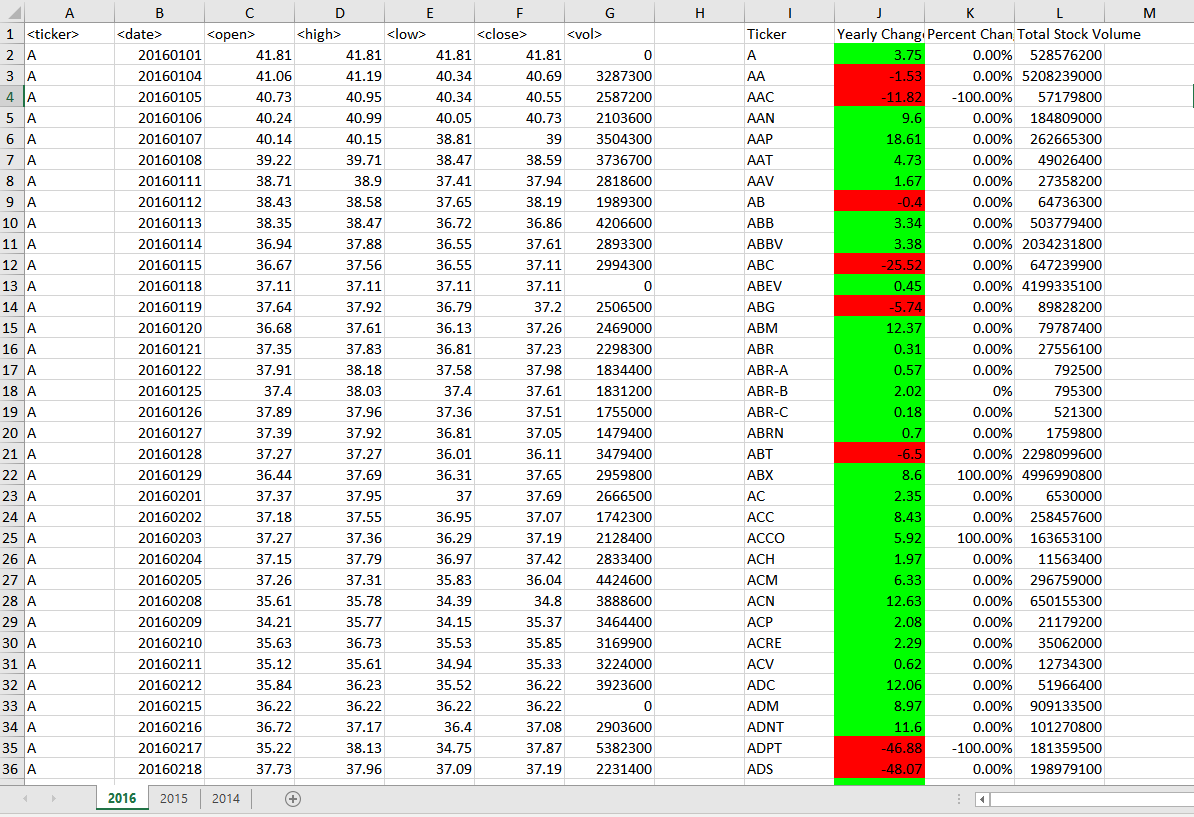 A B C D E F G H I J K L M
1 <ticker> <date> <open> <high> <low> <close> <vol> Ticker Yearly Chang Percent Chan Total Stock Volume
2 A 20160101 41.81 41.81 41.81 41.81 0 A 3.75 0.00% 528576200
3 A 20160104 41.06 41.19 40.34 40.69 3287300 AA -1.53 0.00% 5208239000
4 A 20160105 40.73 40.95 40.34 40.55 2587200 AAC -11.82 -100.00% 57179800
5 A 20160106 40.24 40.99 40.05 40.73 2103600 AAN 9.6 0.00% 184809000
6 A 20160107 40.14 40.15 38.81 39 3504300 AAP 18.61 0.00% 262665300
7 A 20160108 39.22 39.71 38.47 38.59 3736700 AAT 4.73 0.00% 49026400
8 A 20160111 38.71 38.9 37.41 37.94 2818600 AAV 1.67 0.00% 27358200
9 A 20160112 38.43 38.58 37.65 38.19 1989300 AB -0.4 0.00% 64736300
10 A 20160113 38.35 38.47 36.72 36.86 4206600 ABB 3.34 0.00% 503779400
11 A 20160114 36.94 37.88 36.55 37.61 2893300 ABBV 3.38 0.00% 2034231800
12 A 20160115 36.67 37.56 36.55 37.11 2994300 ABC -25.52 0.00% 647239900
13 A 20160118 37.11 37.11 37.11 37.11 0 ABEV 0.45 0.00% 4199335100
14 A 20160119 37.64 37.92 36.79 37.2 2506500 ABG -5.74 0.00% 89828200
15 A 20160120 36.68 37.61 36.13 37.26 2469000 ABM 12.37 0.00% 79787400
16 A 20160121 37.35 37.83 36.81 37.23 2298300 ABR 0.31 0.00% 27556100
17 A 20160122 37.91 38.18 37.58 37.98 1834400 ABR-A 0.57 0.00% 792500
18 A 20160125 37.4 38.03 37.4 37.61 1831200 ABR-B 2.02 0% 795300
19 A 20160126 37.89 37.96 37.36 37.51 1755000 ABR-C 0.18 0.00% 521300
20 A 20160127 37.39 37.92 36.81 37.05 1479400 ABRN 0.7 0.00% 1759800
21 A 20160128 37.27 37.27 36.01 36.11 3479400 ABT -6.5 0.00% 2298099600
22 A 20160129 36.44 37.69 36.31 37.65 2959800 ABX 8.6 100.00% 4996990800
23 A 20160201 37.37 37.95 37 37.69 2666500 AC 2.35 0.00% 6530000
24 A 20160202 37.18 37.55 36.95 37.07 1742300 ACC 8.43 0.00% 258457600
25 A 20160203 37.27 37.36 36.29 37.19 2128400 ACCO 5.92 100.00% 163653100
26 A 20160204 37.15 37.79 36.97 37.42 2833400 ACH 1.97 0.00% 11563400
27 A 20160205 37.26 37.31 35.83 36.04 4424600 ACM 6.33 0.00% 296759000
28 A 20160208 35.61 35.78 34.39 34.8 3888600 ACN 12.63 0.00% 650155300
29 A 20160209 34.21 35.77 34.15 35.37 3464400 ACP 2.08 0.00% 21179200
30 A 20160210 35.63 36.73 35.53 35.85 3169900 ACRE 2.29 0.00% 35062000
31 A 20160211 35.12 35.61 34.94 35.33 3224000 ACV 0.62 0.00% 12734300
32 A 20160212 35.84 36.23 35.52 36.22 3923600 ADC 12.06 0.00% 51966400
33 A 20160215 36.22 36.22 36.22 36.22 0 ADM 8.97 0.00% 909133500
34 A 20160216 36.72 37.17 36.4 37.08 2903600 ADNT 11.6 0.00% 101270800
35 A 20160217 35.22 38.13 34.75 37.87 5382300 ADPT -46.88 -100.00% 181359500
36 A 20160218 37.73 37.96 37.09 37.19 2231400 ADS -48.07 0.00% 198979100
2016 2015 2014